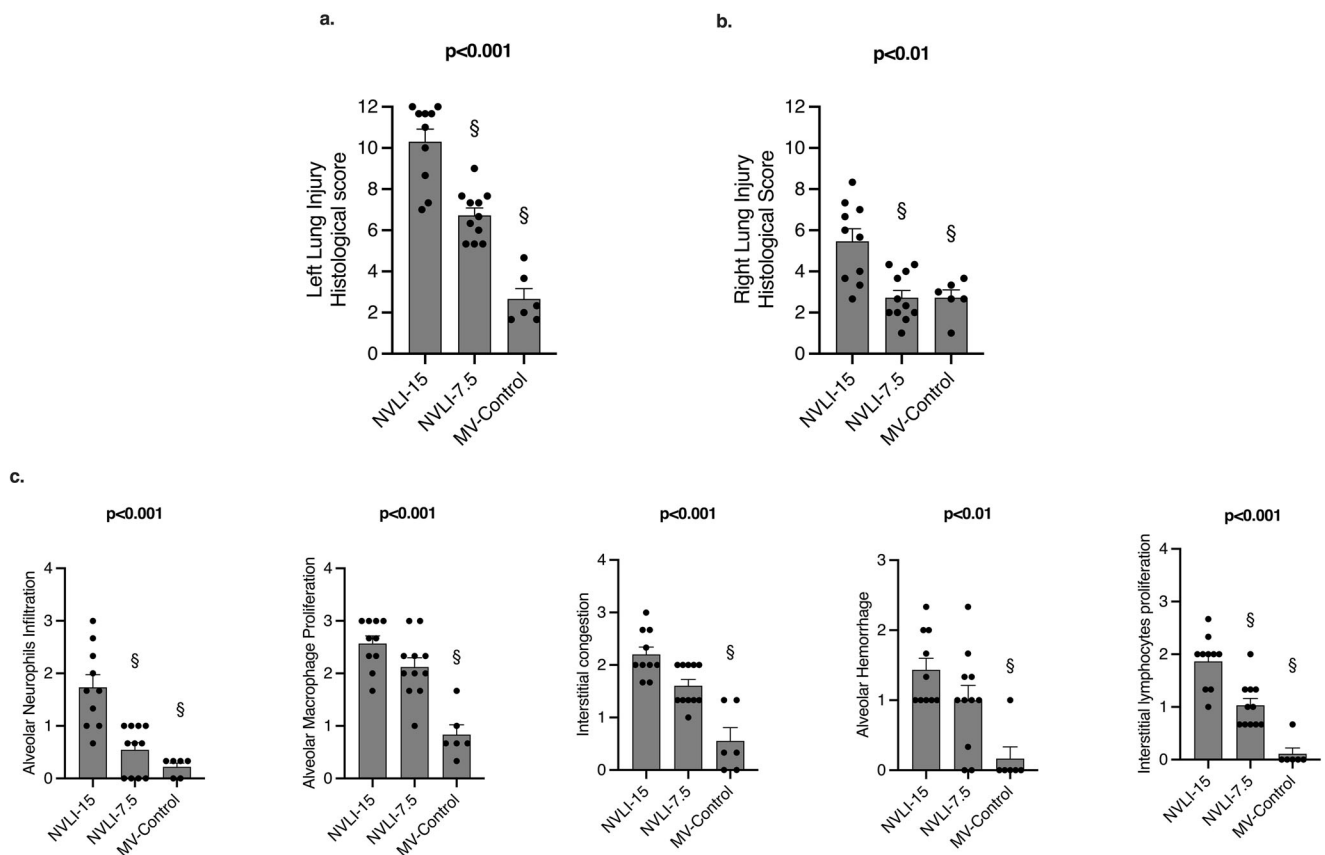 a.
p<0.001
Left Lung Injury
Histological score
12
10
8
6
4
2
0
§
§
NVLI-15
NVLI-7.5
MV-Control
b.
p<0.01
Right Lung Injury
Histological Score
12
10
8
6
4
2
0
§
§
NVLI-15
NVLI-7.5
MV-Control
c.
p<0.001
Alveolar Neutrophils Infiltration
4
3
2
1
0
§
§
NVLI-15
NVLI-7.5
MV-Control
p<0.001
Alveolar Macrophage Proliferation
4
3
2
1
0
§
NVLI-15
NVLI-7.5
MV-Control
p<0.001
Interstitial congestion
4
3
2
1
0
§
NVLI-15
NVLI-7.5
MV-Control
p<0.01
Alveolar Hemorrhage
3
2
1
0
§
NVLI-15
NVLI-7.5
MV-Control
p<0.001
Interstitial lymphocytes proliferation
4
3
2
1
0
§
§
NVLI-15
NVLI-7.5
MV-Control